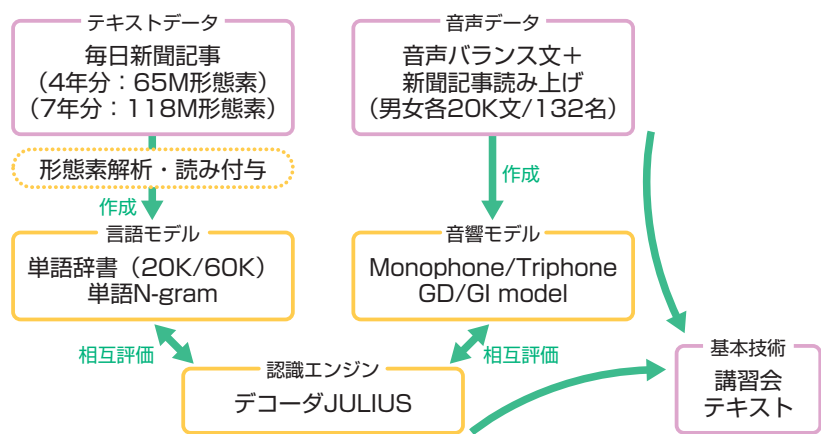 テキストデータ
毎日新聞記事
（4年分：65M形態素）
（7年分：118M形態素）
音声データ
音声バランス文＋
新聞記事読み上げ
（男女各20K文/132名）
形態素解析・読み付与
作成
作成
言語モデル
単語辞書（20K/60K）
単語N-gram
音響モデル
Monophone/Triphone
GD/GI model
相互評価
相互評価
認識エンジン
デコーダJULIUS
基本技術
講習会
テキスト